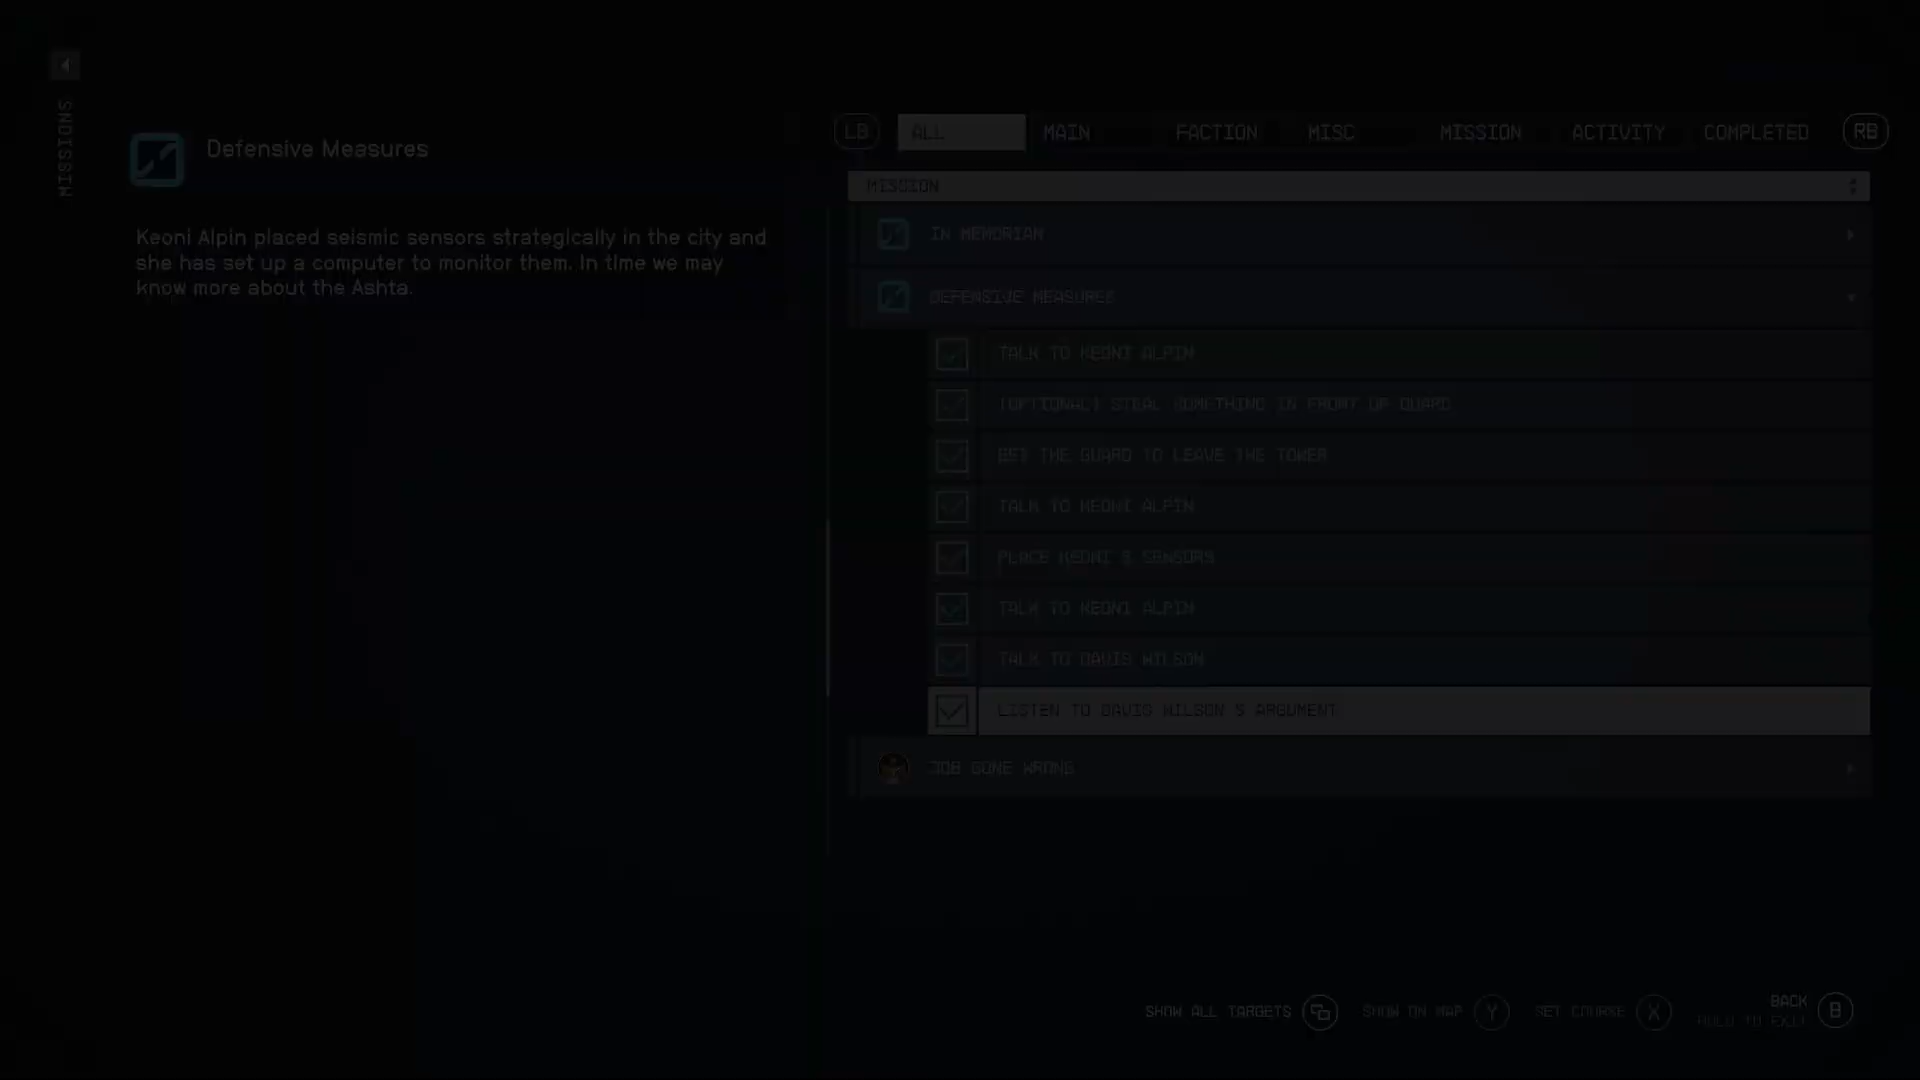 MISSIONS
Defensive Measures
Keoni Alpin placed seismic sensors strategically in the city and
she has set up a computer to monitor them. In time we may
know more about the Ashta.
LB ALL MAIN FACTION MISC MISSION ACTIVITY COMPLETED RB
MISSION
IN MEMORIAN
DEFENSIVE MEASURES
TALK TO KEONI ALPIN
(OPTIONAL) STEAL SOMETHING IN FRONT OF GUARD
GET THE GUARD TO LEAVE THE TOWER
TALK TO KEONI ALPIN
PLACE KEONI'S SENSORS
TALK TO KEONI ALPIN
TALK TO DAVIS WILSON
LISTEN TO DAVIS WILSON'S ARGUMENT
JOB GONE WRONG
SHOW ALL TARGETS
SHOW ON MAP Y
SET COURSE X
BACK B
HOLD TO EXIT